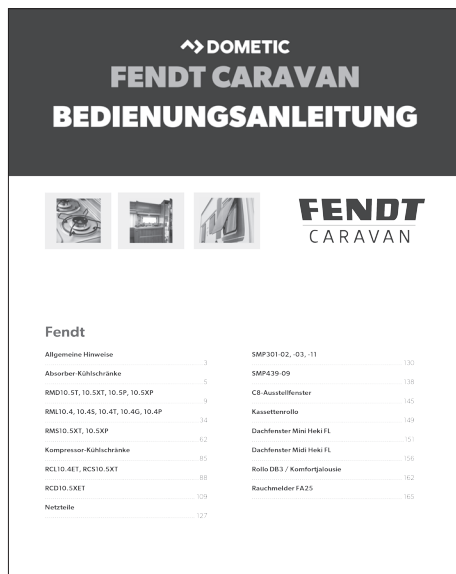 DOMETIC
FENDT CARAVAN
BEDIENUNGSANLEITUNG
FENDT
CARAVAN
Fendt
Allgemeine Hinweise
3
Absorber-Kühlschränke
5
RMD10.5T, 10.5XT, 10.5P, 10.5XP
9
RML10.4, 10.4S, 10.4T, 10.4G, 10.4P
34
RMS10.5XT, 10.5XP
62
Kompressor-Kühlschränke
85
RCL10.4ET, RCS10.5XT
88
RCD10.5XET
109
Netzteile
127
SMP301-02, -03, -11
130
SMP439-09
138
C8-Ausstellfenster
145
Kassettenrollo
149
Dachfenster Mini Heki FL
151
Dachfenster Midi Heki FL
156
Rollo DB3 / Komfortjalousie
162
Rauchmelder FA25
165